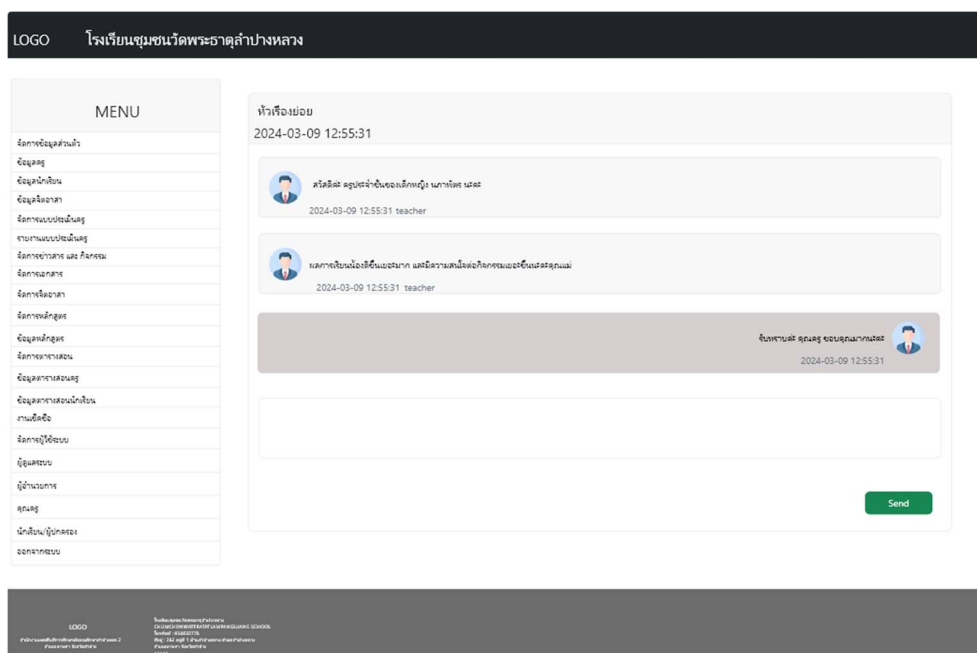 LOGO โรงเรียนชุมชนวัดพระธาตุลำปางหลวง
MENU
จัดการข้อมูลส่วนตัว
ข้อมูลครู
ข้อมูลนักเรียน
ข้อมูลจิตอาสา
จัดการแบบประเมินครู
รายงานแบบประเมินครู
จัดการข่าวสาร และ กิจกรรม
จัดการเอกสาร
จัดการจิตอาสา
จัดการหลักสูตร
ข้อมูลหลักสูตร
จัดการตารางสอน
ข้อมูลตารางสอนครู
ข้อมูลตารางสอนนักเรียน
งานเช็คชื่อ
จัดการผู้ใช้ระบบ
ผู้ดูแลระบบ
ผู้อำนวยการ
คุณครู
นักเรียน/ผู้ปกครอง
ออกจากระบบ
หัวเรื่องย่อย
2024-03-09 12:55:31
สวัสดีค่ะ ครูประจำชั้นของเด็กหญิง นภาพัตร นะคะ
2024-03-09 12:55:31 teacher
ผลการเรียนน้องดีขึ้นเยอะมาก และมีความสนใจต่อกิจกรรมเยอะขึ้นนะคะคุณแม่
2024-03-09 12:55:31 teacher
รับทราบค่ะ คุณครู ขอบคุณมากนะคะ
2024-03-09 12:55:31
Send
LOGO